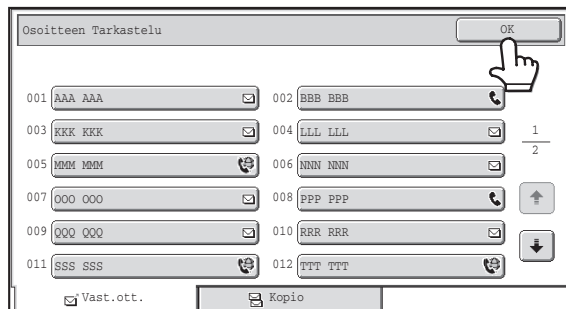 Osoitteen Tarkastelu OK
001 AAA AAA 002 BBB BBB
003 KKK KKK 004 LLL LLL
1
2
005 MMM MMM 006 NNN NNN
007 OOO OOO 008 PPP PPP
009 QQQ QQQ 010 RRR RRR
011 SSS SSS 012 TTT TTT
Vast.ott. Kopio